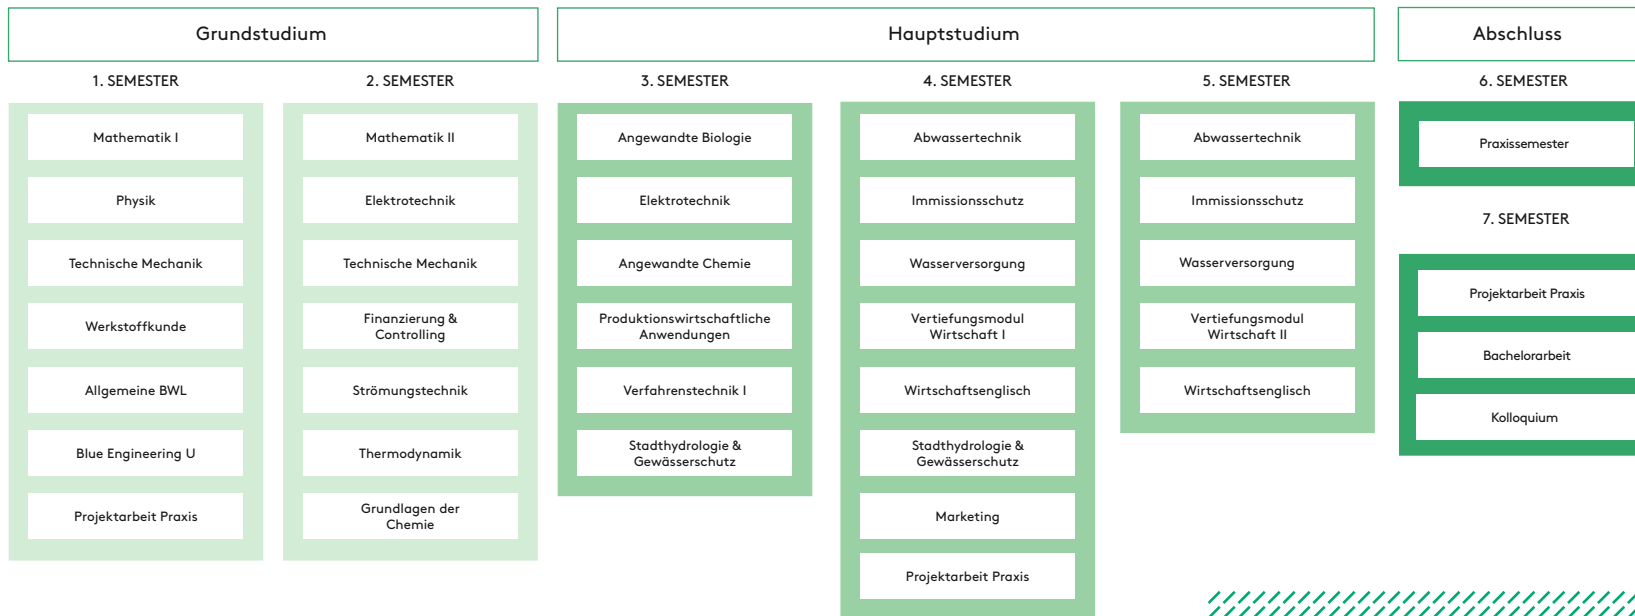 Grundstudium
1. SEMESTER
Mathematik I
Physik
Technische Mechanik
Werkstoffkunde
Allgemeine BWL
Blue Engineering U
Projektarbeit Praxis
2. SEMESTER
Mathematik II
Elektrotechnik
Technische Mechanik
Finanzierung &
Controlling
Strömungstechnik
Thermodynamik
Grundlagen der
Chemie
Hauptstudium
3. SEMESTER
Angewandte Biologie
Elektrotechnik
Angewandte Chemie
Produktionswirtschaftliche
Anwendungen
Verfahrenstechnik I
Stadthydrologie &
Gewässerschutz
4. SEMESTER
Abwassertechnik
Immissionsschutz
Wasserversorgung
Vertiefungsmodul
Wirtschaft I
Wirtschaftsenglisch
Stadthydrologie &
Gewässerschutz
Marketing
Projektarbeit Praxis
5. SEMESTER
Abwassertechnik
Immissionsschutz
Wasserversorgung
Vertiefungsmodul
Wirtschaft II
Wirtschaftsenglisch
Abschluss
6. SEMESTER
Praxissemester
7. SEMESTER
Projektarbeit Praxis
Bachelorarbeit
Kolloquium